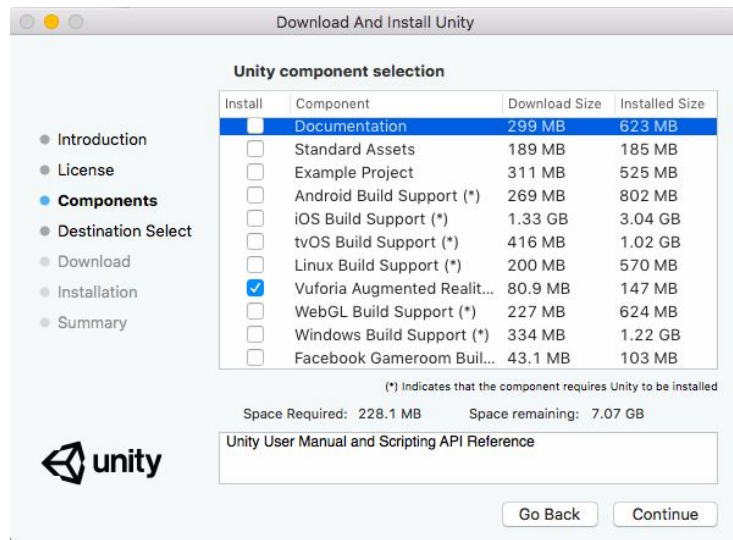 Download And Install Unity
Unity component selection
Introduction
License
Components
Destination Select
Download
Installation
Summary
Install Component Download Size Installed Size
Documentation 299 MB 623 MB
Standard Assets 189 MB 185 MB
Example Project 311 MB 525 MB
Android Build Support (*) 269 MB 802 MB
iOS Build Support (*) 1.33 GB 3.04 GB
tvOS Build Support (*) 416 MB 1.02 GB
Linux Build Support (*) 200 MB 570 MB
Vuforia Augmented Realit... 80.9 MB 147 MB
WebGL Build Support (*) 227 MB 624 MB
Windows Build Support (*) 334 MB 1.22 GB
Facebook Gameroom Buil... 43.1 MB 103 MB
(*) Indicates that the component requires Unity to be installed
Space Required: 228.1 MB Space remaining: 7.07 GB
Unity User Manual and Scripting API Reference
unity
Go Back Continue